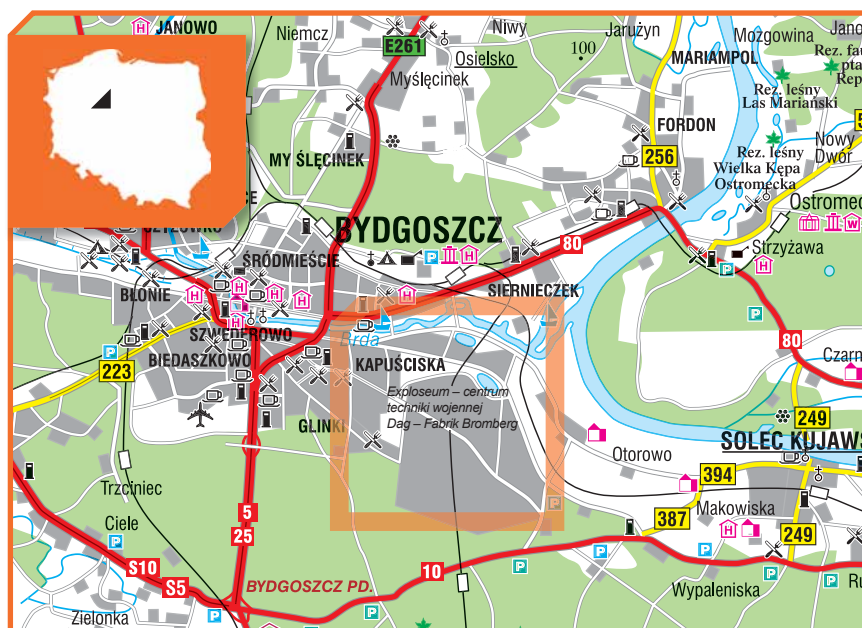 JANOWO
Niemcz
Niwy
Jarużyn
Mozgowina
E261
Osielsko
100
MARIAMPOL
Myślęcinek
Rez. leśny
Las Mariański
FORDON
256
MY ŚLĘCINEK
Rez. leśny
Wielka Kępa
Ostromecka
Nowy
Dwór
BYDGOSZCZ
80
Strzyżawa
ŚRÓDMIEŚCIE
SIERNIECZEK
BŁONIE
SZWEDEROWO
Brda
BIEDASZKOWO
KAPUŚCISKA
80
223
Exploseum – centrum
techniki wojennej
Dag – Fabrik Bromberg
GLINKI
249
SOLEC KUJAWS
Otorowo
394
Trzciniec
5
25
Ciele
387
Makowiska
249
S10
S5
BYDGOSZCZ PD.
10
Wypaleniska
Zielonka